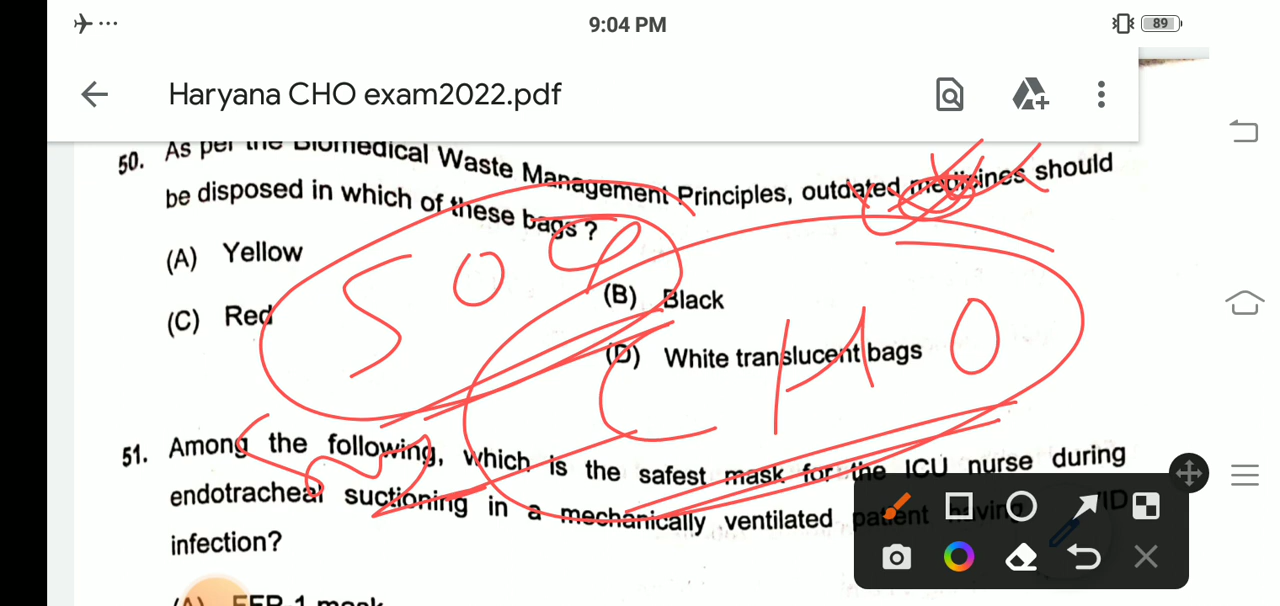 9:04 PM
89
Haryana CHO exam2022.pdf
50. As per the Biomedical Waste Management Principles, outdated medicines should
be disposed in which of these bags ?
(A) Yellow
(B) Black
(C) Red
(D) White translucent bags
CHO
51. Among the following, which is the safest mask for the ICU nurse during
endotracheal suctioning in a mechanically ventilated patient having
infection?